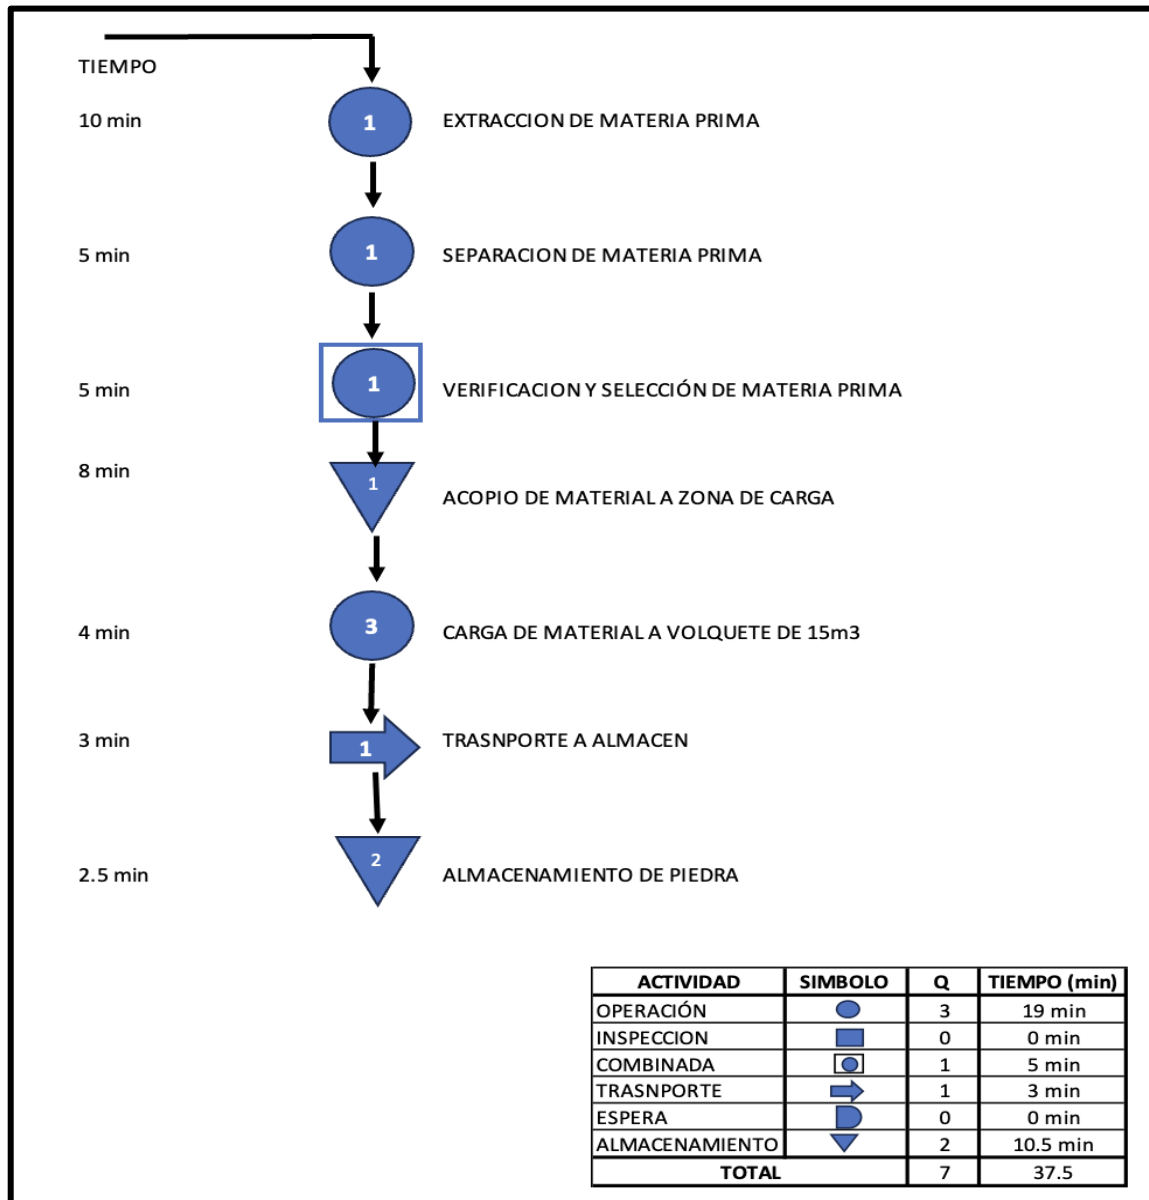 TIEMPO
10 min 1 EXTRACCION DE MATERIA PRIMA
5 min 1 SEPARACION DE MATERIA PRIMA
5 min 1 VERIFICACION Y SELECCIÓN DE MATERIA PRIMA
8 min 1 ACOPIO DE MATERIAL A ZONA DE CARGA
4 min 3 CARGA DE MATERIAL A VOLQUETE DE 15m3
3 min 1 TRASNPORTE A ALMACEN
2.5 min 2 ALMACENAMIENTO DE PIEDRA
ACTIVIDAD SIMBOLO Q TIEMPO (min)
OPERACIÓN 3 19 min
INSPECCION 0 0 min
COMBINADA 1 5 min
TRASNPORTE 1 3 min
ESPERA 0 0 min
ALMACENAMIENTO 2 10.5 min
TOTAL 7 37.5